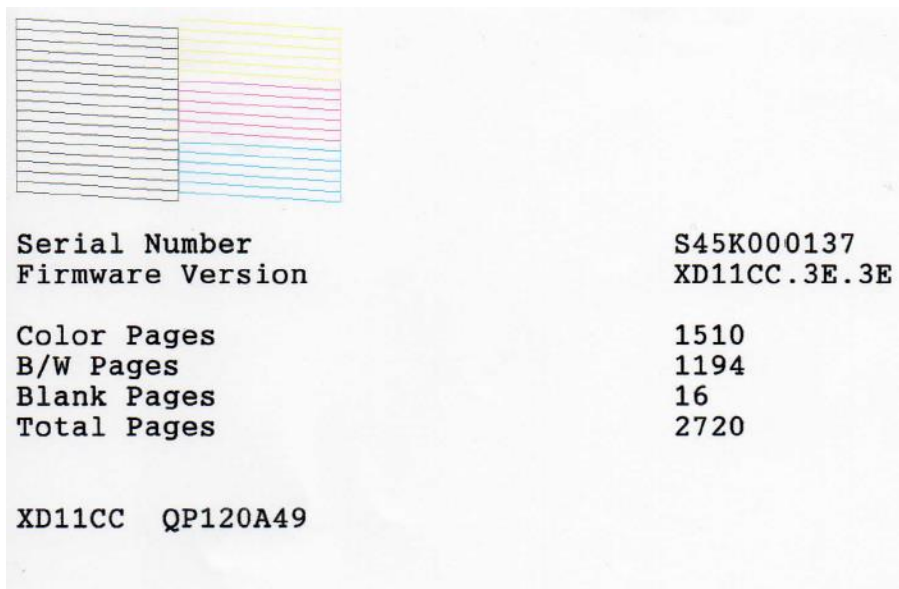 Serial Number S45K000137
Firmware Version XD11CC.3E.3E
Color Pages 1510
B/W Pages 1194
Blank Pages 16
Total Pages 2720
XD11CC QP120A49